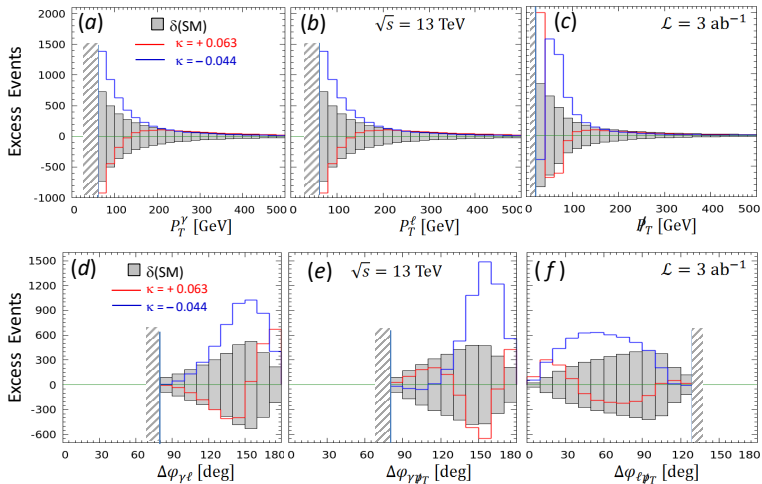 (a) (b) √s = 13 TeV (c) ℒ = 3 ab⁻¹
δ(SM)
κ = + 0.063
κ = − 0.044
Excess Events
2000
1500
1000
500
0
-500
-1000
0 100 200 300 400 500
0 100 200 300 400 500
0 100 200 300 400 500
P_T^γ [GeV] P_T^ℓ [GeV] p̸_T [GeV]
(d) (e) √s = 13 TeV (f) ℒ = 3 ab⁻¹
δ(SM)
κ = + 0.063
κ = − 0.044
Excess Events
1500
1200
900
600
300
0
-300
-600
0 30 60 90 120 150 180
0 30 60 90 120 150 180
0 30 60 90 120 150 180
Δφ_γℓ [deg] Δφ_γp̸_T [deg] Δφ_ℓp̸_T [deg]